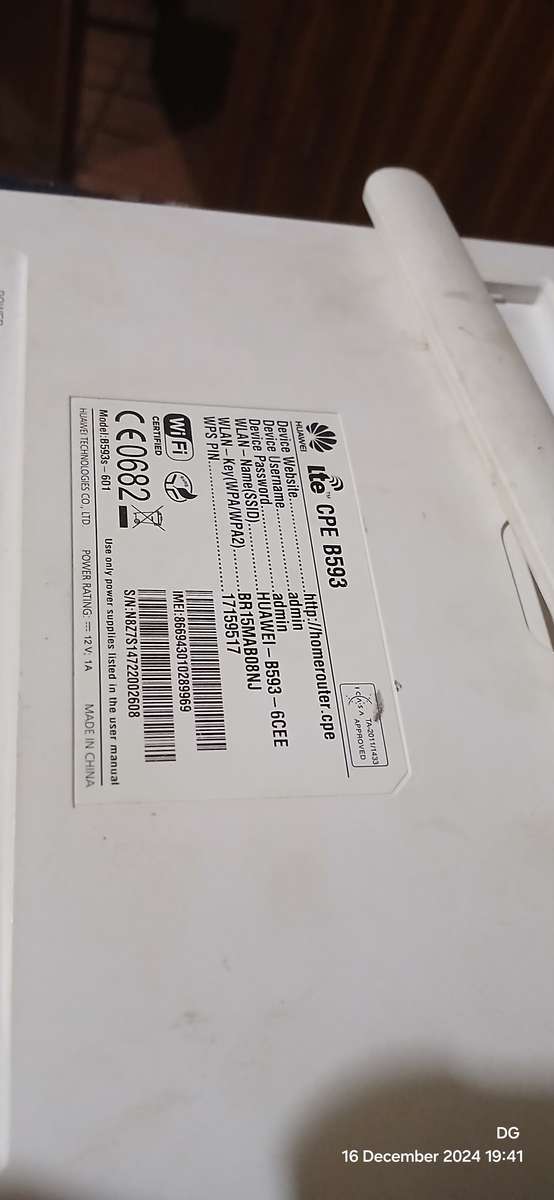 HUAWEI
Lte™ CPE B593
ICASA TA-2011/1433
APPROVED
Device Website................http://homerouter.cpe
Device Username................admin
Device Password................admin
WLAN-Name(SSID)......HUAWEI-B593-6CEE
WLAN-Key(WPA/WPA2)......BR15MAB08NJ
WPS PIN........................17159517
Wi Fi
CERTIFIED
IMEI:866943010289969
CE0682
S/N:N8Z7S14722002608
Model:B593s-601
Use only power supplies listed in the user manual
HUAWEI TECHNOLOGIES CO., LTD
POWER RATING: ⎓ 12 V; 1A
MADE IN CHINA
POWER
DG
16 December 2024 19:41